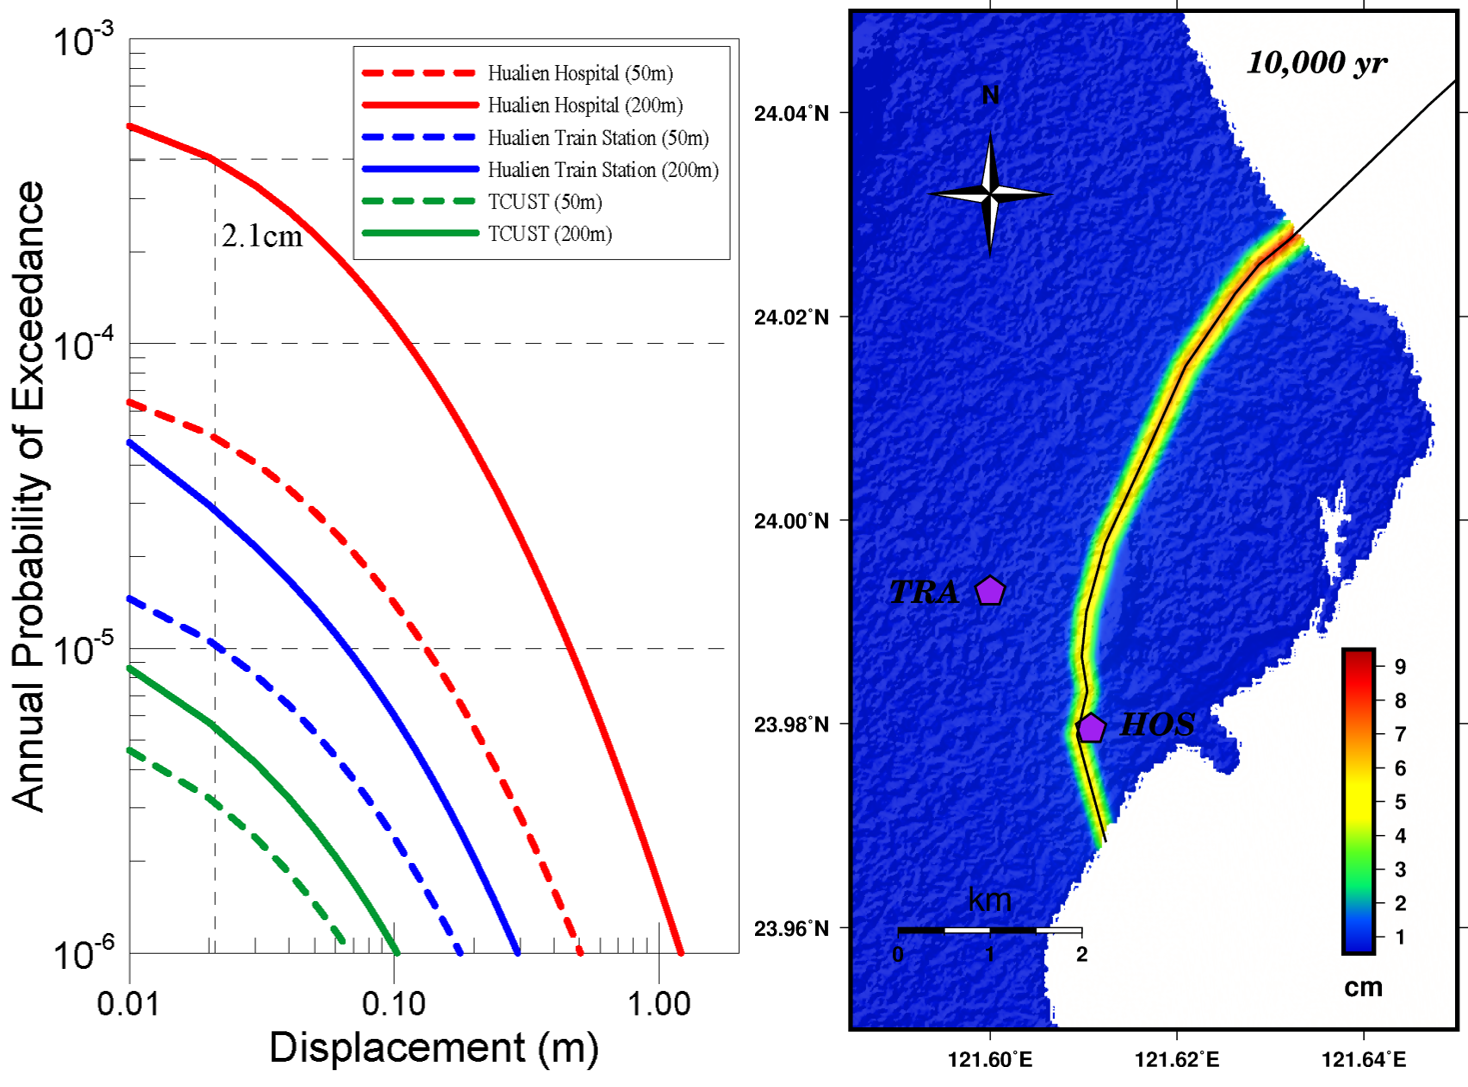 Annual Probability of Exceedance
10-3
10-4
10-5
10-6
Hualien Hospital (50m)
Hualien Hospital (200m)
Hualien Train Station (50m)
Hualien Train Station (200m)
TCUST (50m)
TCUST (200m)
2.1cm
0.01 0.10 1.00
Displacement (m)
10,000 yr
N
24.04°N
24.02°N
24.00°N
23.98°N
23.96°N
TRA
HOS
km
0 1 2
9
8
7
6
5
4
3
2
1
cm
121.60°E 121.62°E 121.64°E